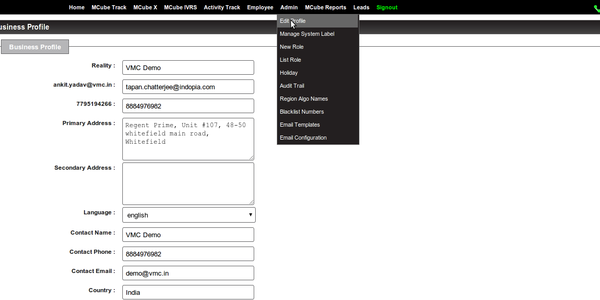 Home MCube Track MCube X MCube IVRS Activity Track Employee Admin MCube Reports Leads Signout
usiness Profile
Business Profile
Edit Profile
Manage System Label
New Role
List Role
Holiday
Audit Trail
Region Algo Names
Blacklist Numbers
Email Templates
Email Configuration
Reality : VMC Demo
ankit.yadav@vmc.in : tapan.chatterjee@indopia.com
7795194266 : 8884976982
Primary Address : Regent Prime, Unit #107, 48-50
whitefield main road,
Whitefield
Secondary Address :
Language : english
Contact Name : VMC Demo
Contact Phone : 8884976982
Contact Email : demo@vmc.in
Country : India